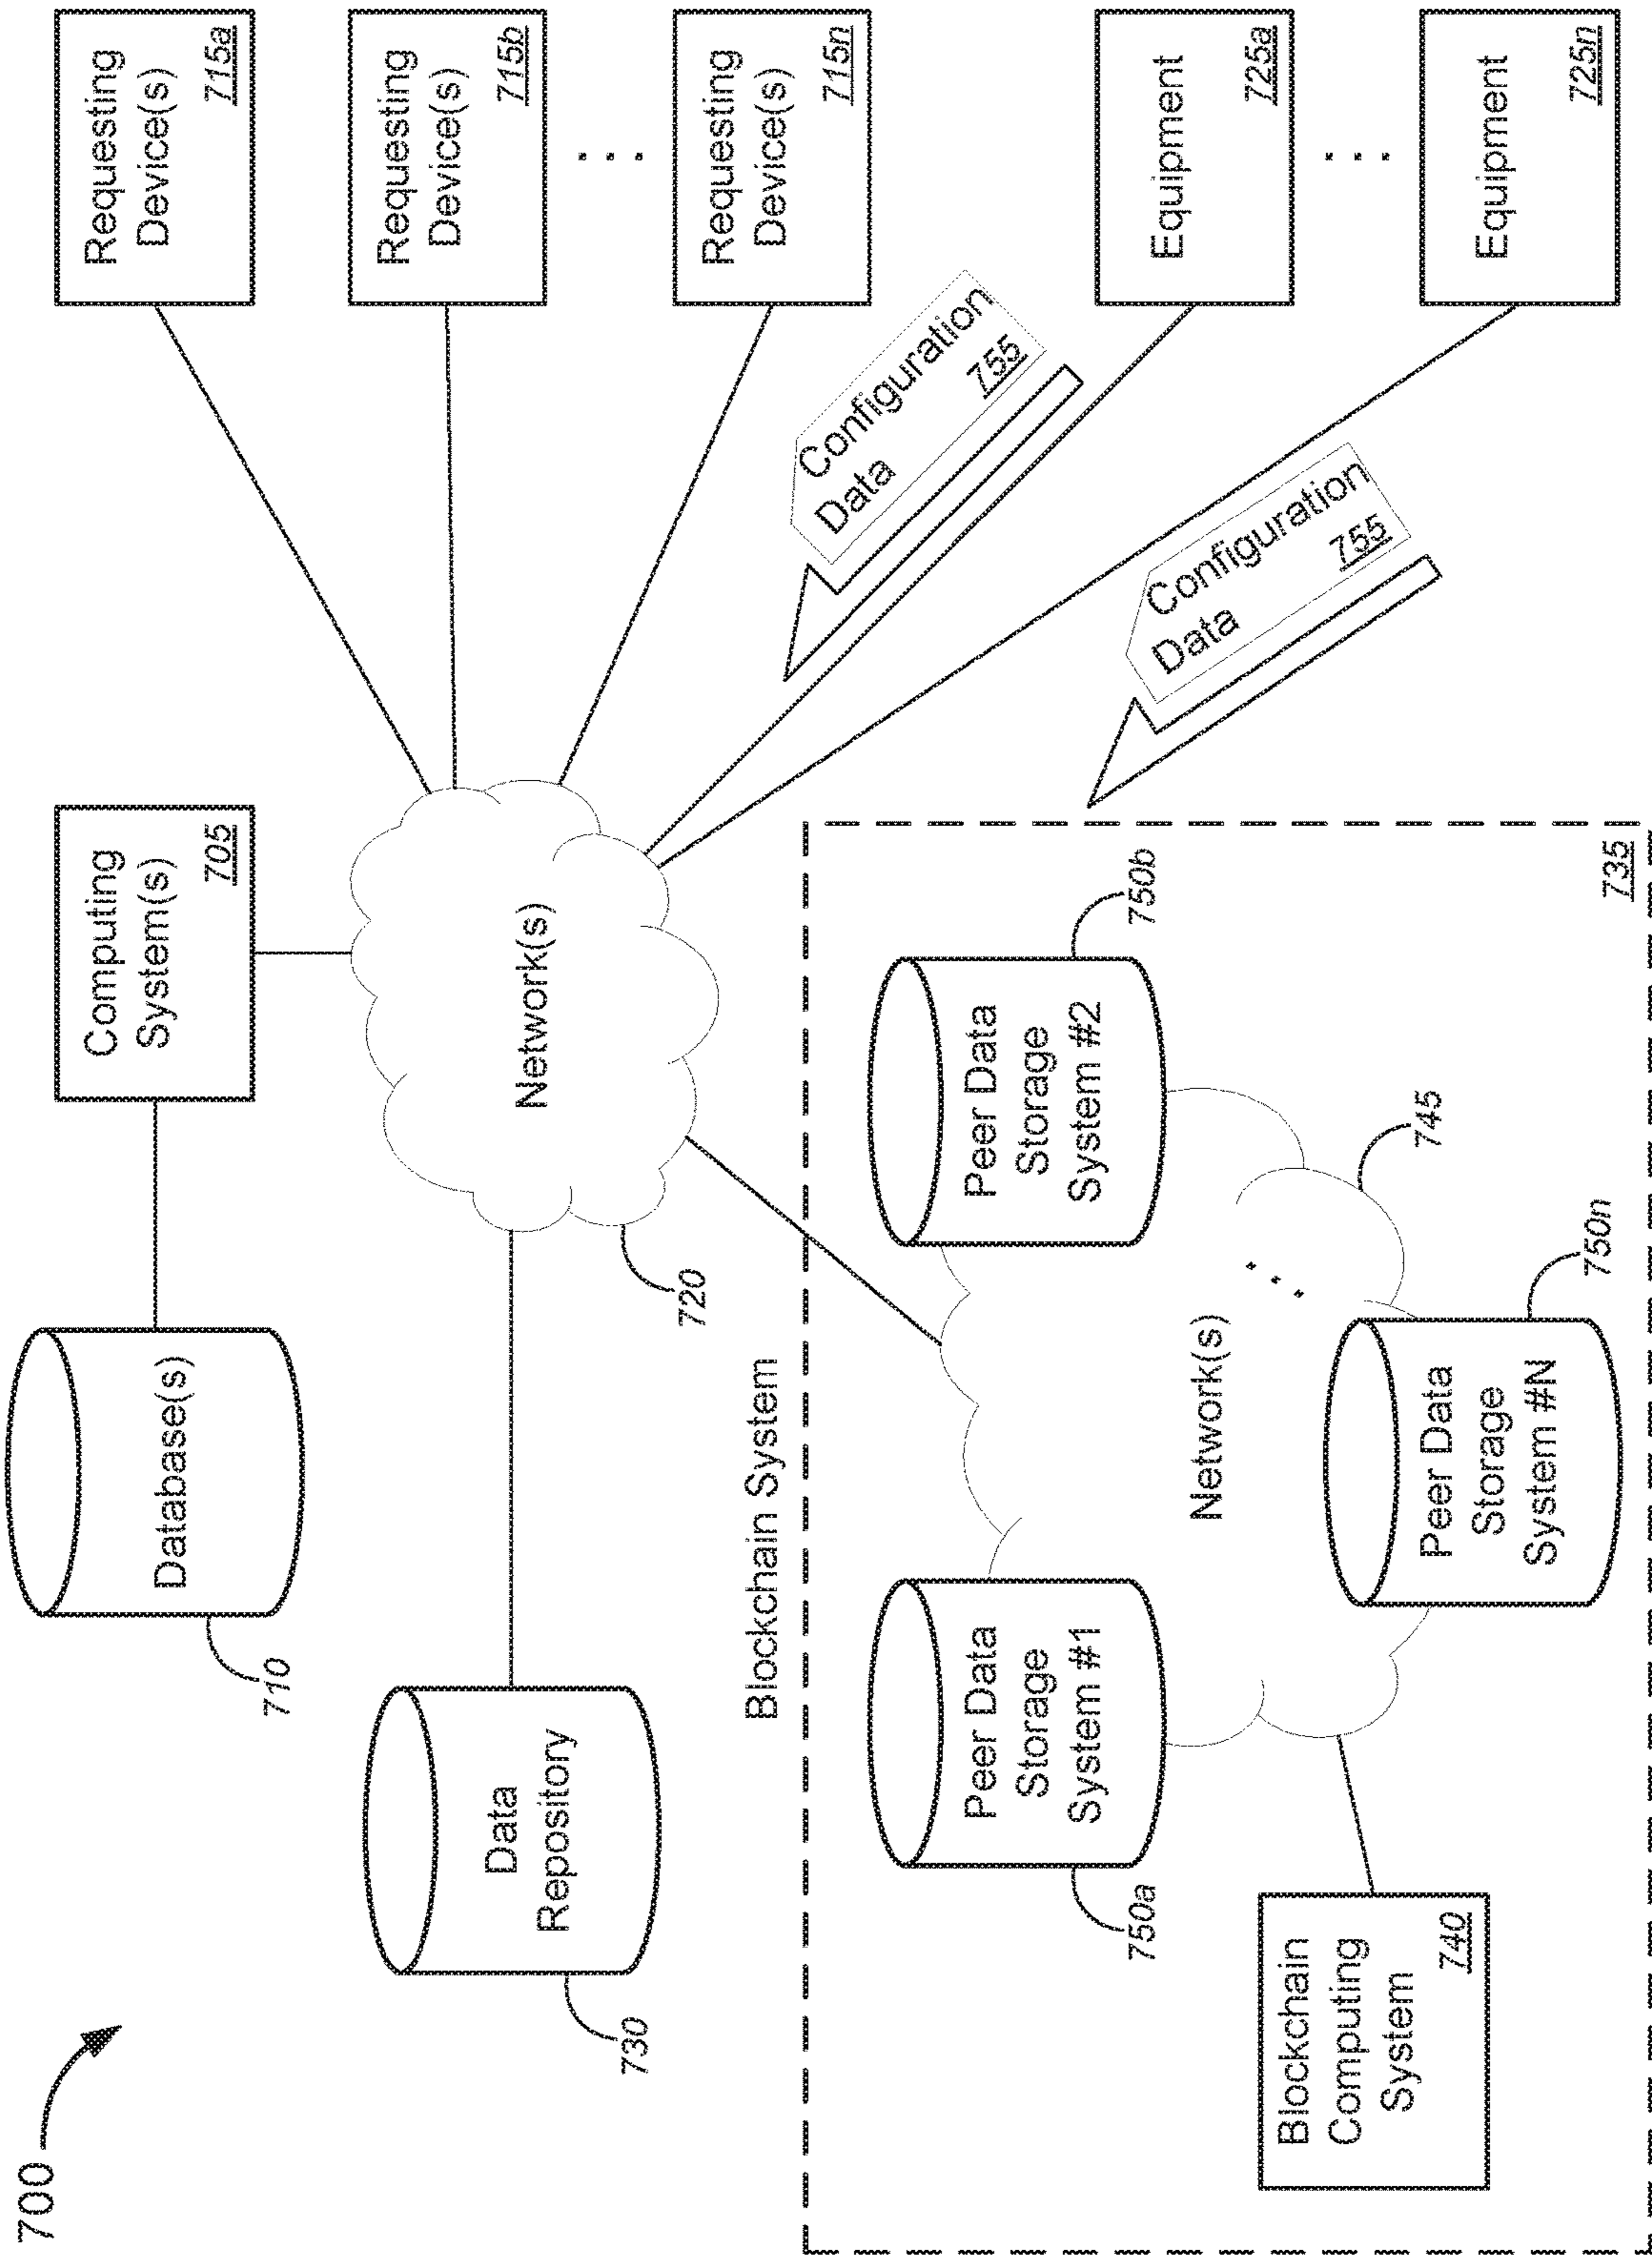 700
Database(s)
710
Computing
System(s)
705
Requesting
Device(s)
715a
Requesting
Device(s)
715b
. . .
Requesting
Device(s)
715n
Data
Repository
730
Network(s)
720
Configuration
Data
755
Equipment
725a
. . .
Configuration
Data
755
Equipment
725n
Blockchain System
Peer Data
Storage
System #1
750a
Peer Data
Storage
System #2
750b
Network(s)
745
. . .
Peer Data
Storage
System #N
750n
Blockchain
Computing
System
740
735